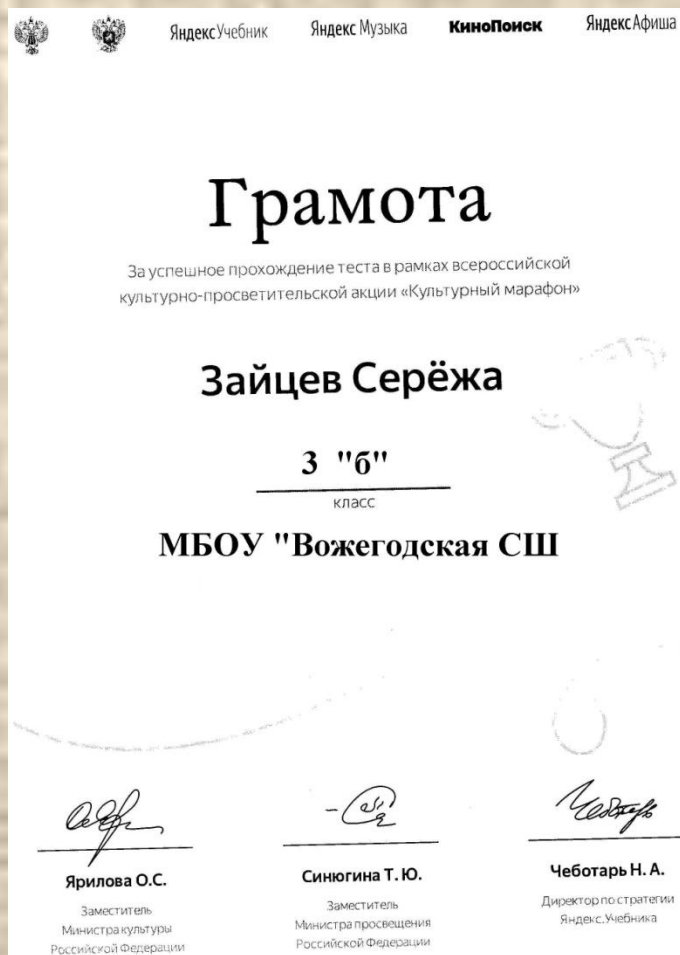 Яндекс Учебник Яндекс Музыка КиноПоиск Яндекс Афиша
Грамота
За успешное прохождение теста в рамках всероссийской
культурно-просветительской акции «Культурный марафон»
Зайцев Серёжа
3 "б"
класс
МБОУ "Вожегодская СШ
Ярилова О.С. Синюгина Т. Ю. Чеботарь Н. А.
Заместитель Заместитель Директор по стратегии
Министра культуры Министра просвещения Яндекс.Учебника
Российской Федерации Российской Федерации